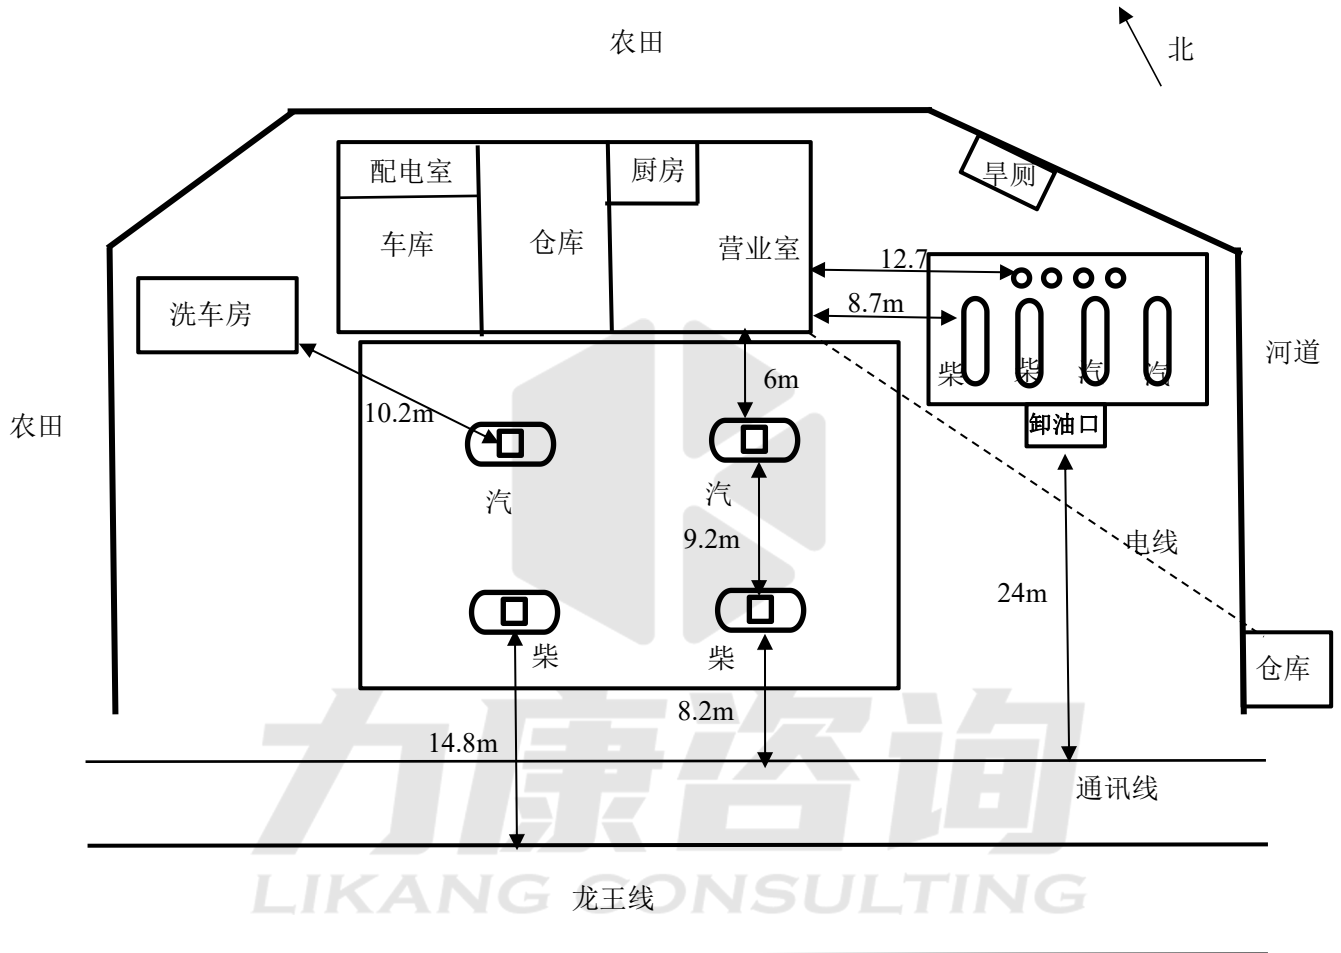 农田
北
配电室
厨房
旱厕
车库
仓库
营业室
12.7
洗车房
8.7m
河道
6m
柴
柴
汽
汽
10.2m
农田
卸油口
汽
汽
9.2m
电线
24m
柴
柴
仓库
8.2m
14.8m
通讯线
力康咨询
龙王线
LIKANG CONSULTING